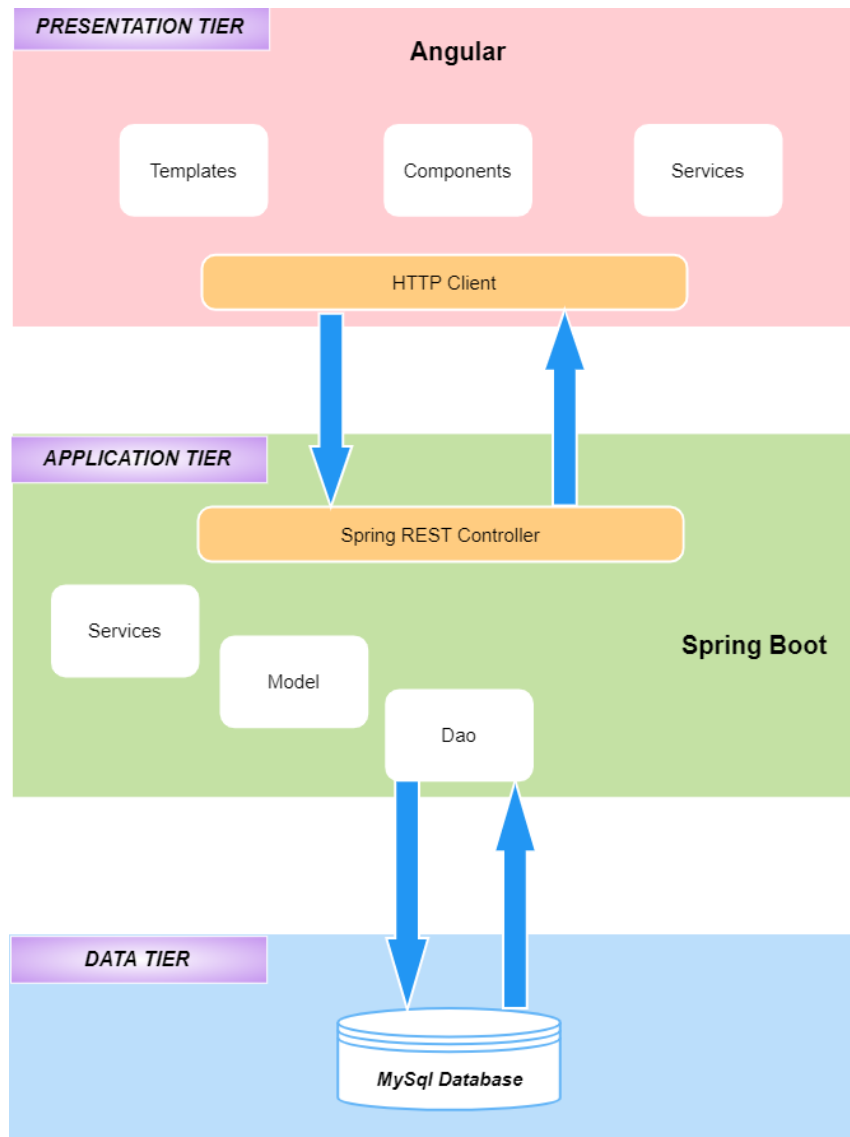 PRESENTATION TIER
Angular
Templates
Components
Services
HTTP Client
APPLICATION TIER
Spring REST Controller
Services
Spring Boot
Model
Dao
DATA TIER
MySql Database